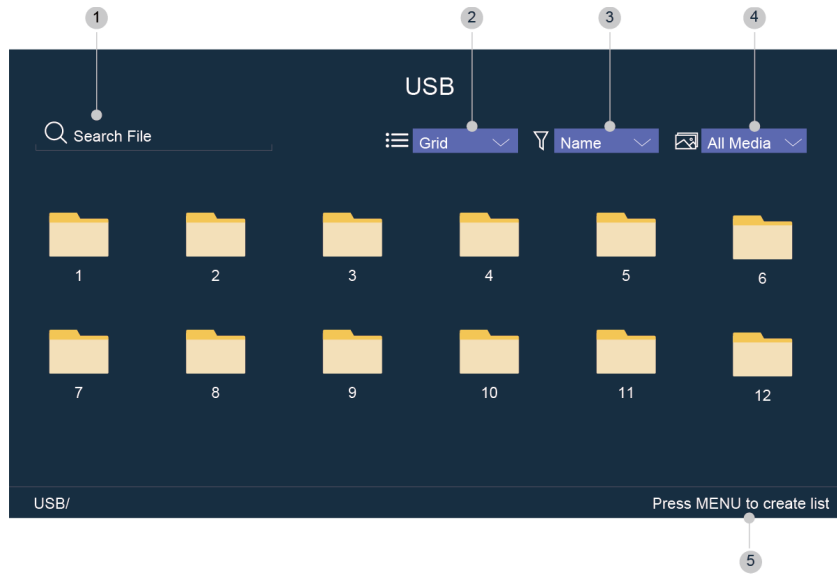 1 2 3 4
USB
Search File Grid Name All Media
1 2 3 4 5 6
7 8 9 10 11 12
USB/ Press MENU to create list
5